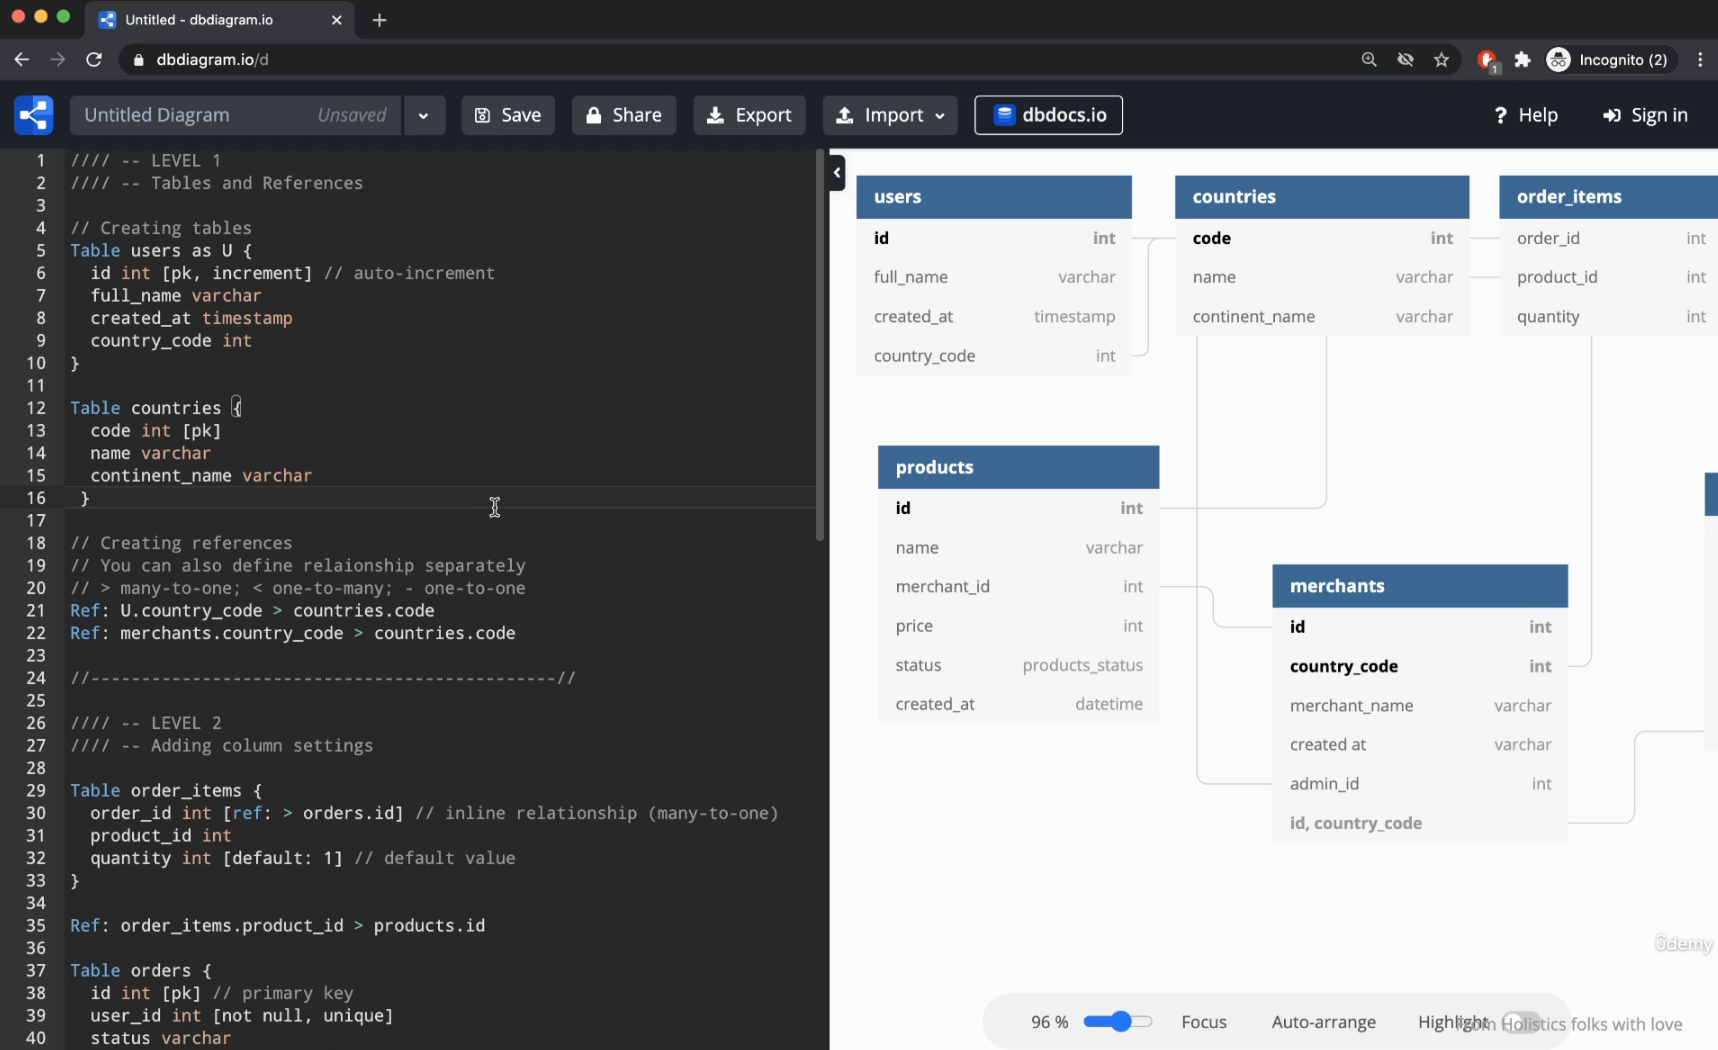 Untitled - dbdiagram.io
dbdiagram.io/d
1
Incognito (2)
Untitled Diagram Unsaved
Save
Share
Export
Import
dbdocs.io
? Help
Sign in
1 //// -- LEVEL 1
2 //// -- Tables and References
3
4 // Creating tables
5 Table users as U {
6 id int [pk, increment] // auto-increment
7 full_name varchar
8 created_at timestamp
9 country_code int
10 }
11
12 Table countries {
13 code int [pk]
14 name varchar
15 continent_name varchar
16 }
17
18 // Creating references
19 // You can also define relaionship separately
20 // > many-to-one; < one-to-many; - one-to-one
21 Ref: U.country_code > countries.code
22 Ref: merchants.country_code > countries.code
23
24 //----------------------------------------------//
25
26 //// -- LEVEL 2
27 //// -- Adding column settings
28
29 Table order_items {
30 order_id int [ref: > orders.id] // inline relationship (many-to-one)
31 product_id int
32 quantity int [default: 1] // default value
33 }
34
35 Ref: order_items.product_id > products.id
36
37 Table orders {
38 id int [pk] // primary key
39 user_id int [not null, unique]
40 status varchar
users
id int
full_name varchar
created_at timestamp
country_code int
countries
code int
name varchar
continent_name varchar
order_items
order_id int
product_id int
quantity int
products
id int
name varchar
merchant_id int
price int
status products_status
created_at datetime
merchants
id int
country_code int
merchant_name varchar
created at varchar
admin_id int
id, country_code
ûdemy
96 %
Focus
Auto-arrange
Highlight
from Holistics folks with love